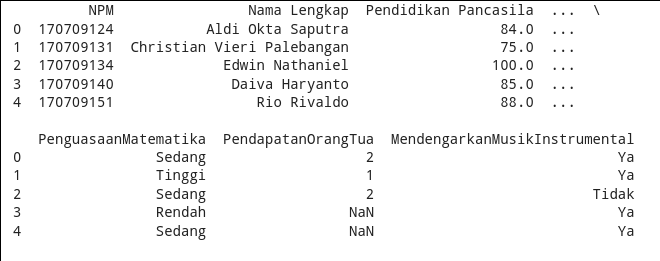 NPM Nama Lengkap Pendidikan Pancasila ... \
0 170709124 Aldi Okta Saputra 84.0 ...
1 170709131 Christian Vieri Palebangan 75.0 ...
2 170709134 Edwin Nathaniel 100.0 ...
3 170709140 Daiva Haryanto 85.0 ...
4 170709151 Rio Rivaldo 88.0 ...
PenguasaanMatematika PendapatanOrangTua MendengarkanMusikInstrumental
0 Sedang 2 Ya
1 Tinggi 1 Ya
2 Sedang 2 Tidak
3 Rendah NaN Ya
4 Sedang NaN Ya